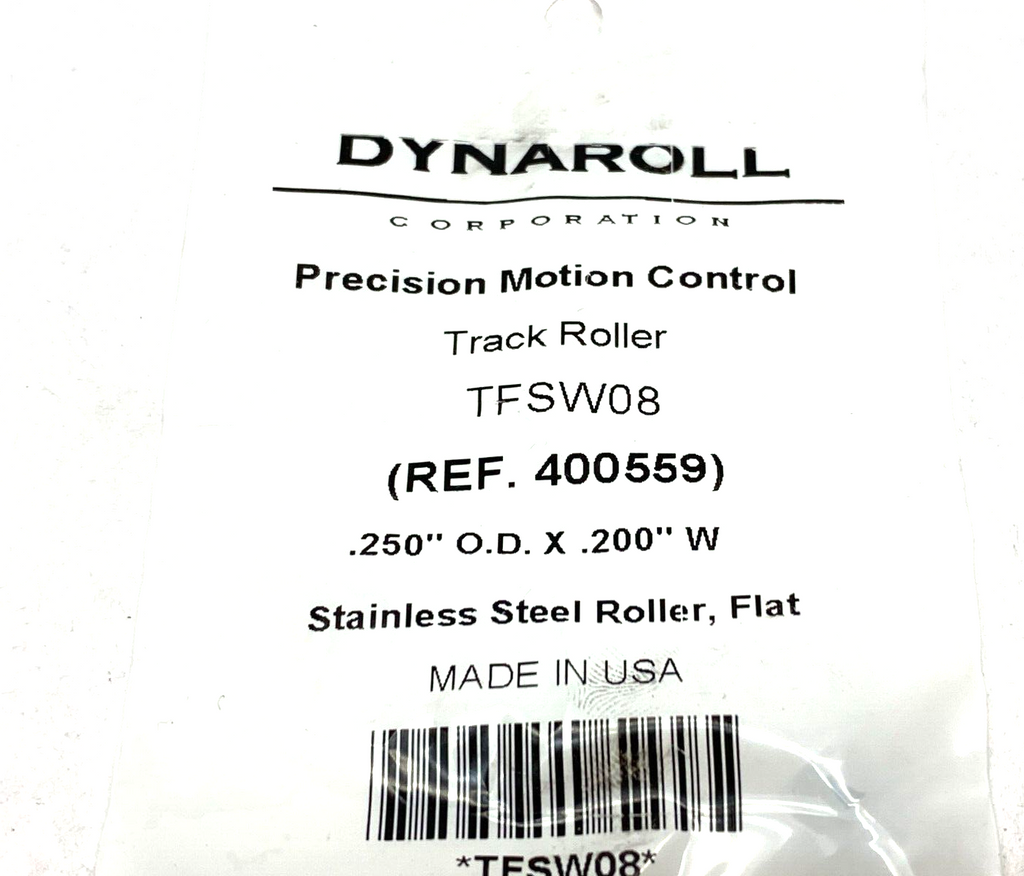 DYNAROLL
CORPORATION
Precision Motion Control
Track Roller
TFSW08
(REF. 400559)
.250" O.D. X .200" W
Stainless Steel Roller, Flat
MADE IN USA
*TFSW08*